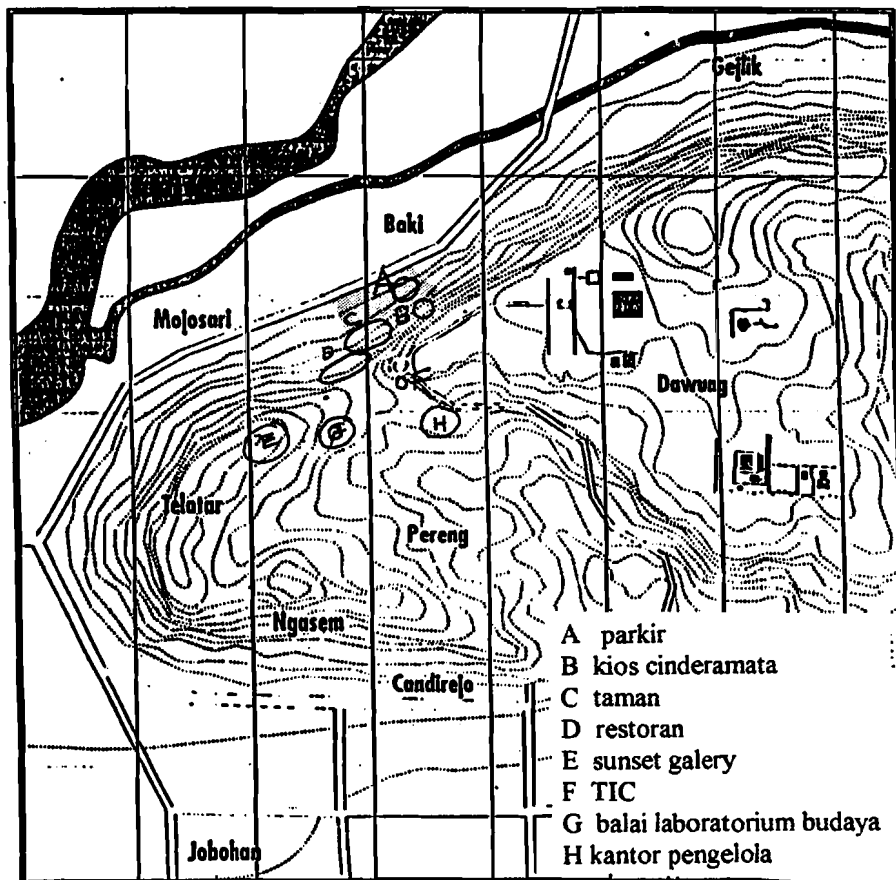 Gejlik
Baki
A
B
Mojosari
C
D
Dawung
E
H
Telatar
Pereng
Ngasem
Candirejo
Jobohan
A parkir
B kios cinderamata
C taman
D restoran
E sunset galery
F TIC
G balai laboratorium budaya
H kantor pengelola